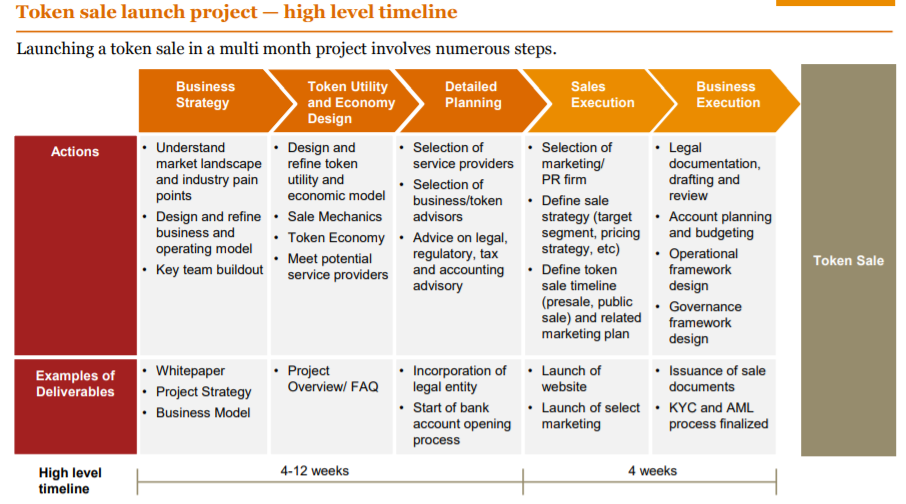 Token sale launch project — high level timeline
Launching a token sale in a multi month project involves numerous steps.
Business
Strategy
Token Utility
and Economy
Design
Detailed
Planning
Sales
Execution
Business
Execution
Token Sale
Actions
• Understand
market landscape
and industry pain
points
• Design and refine
business and
operating model
• Key team buildout
• Design and
refine token
utility and
economic model
• Sale Mechanics
• Token Economy
• Meet potential
service providers
• Selection of
service providers
• Selection of
business/token
advisors
• Advice on legal,
regulatory, tax
and accounting
advisory
• Selection of
marketing/
PR firm
• Define sale
strategy (target
segment, pricing
strategy, etc)
• Define token
sale timeline
(presale, public
sale) and related
marketing plan
• Legal
documentation,
drafting and
review
• Account planning
and budgeting
• Operational
framework
design
• Governance
framework
design
Examples of
Deliverables
• Whitepaper
• Project Strategy
• Business Model
• Project
Overview/ FAQ
• Incorporation of
legal entity
• Start of bank
account opening
process
• Launch of
website
• Launch of select
marketing
• Issuance of sale
documents
• KYC and AML
process finalized
High level
timeline
4-12 weeks
4 weeks